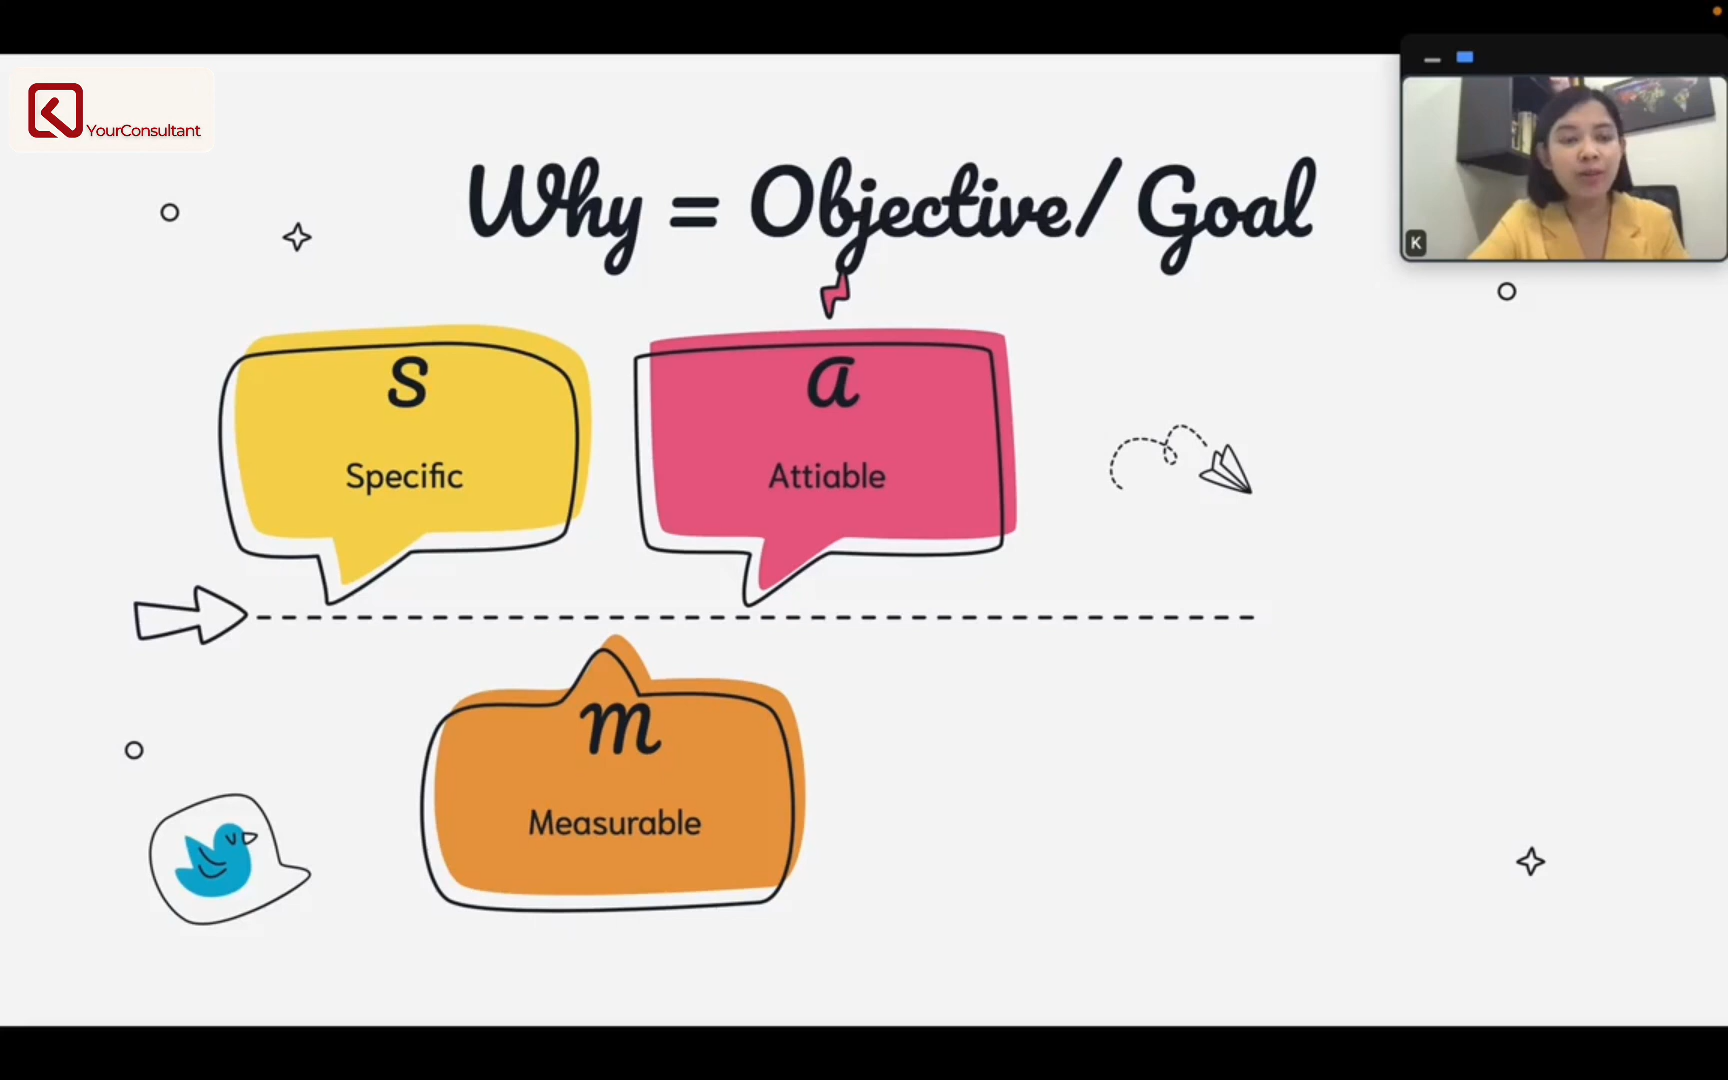 YourConsultant
Why = Objective/ Goal
K
S
Specific
a
Attiable
m
Measurable